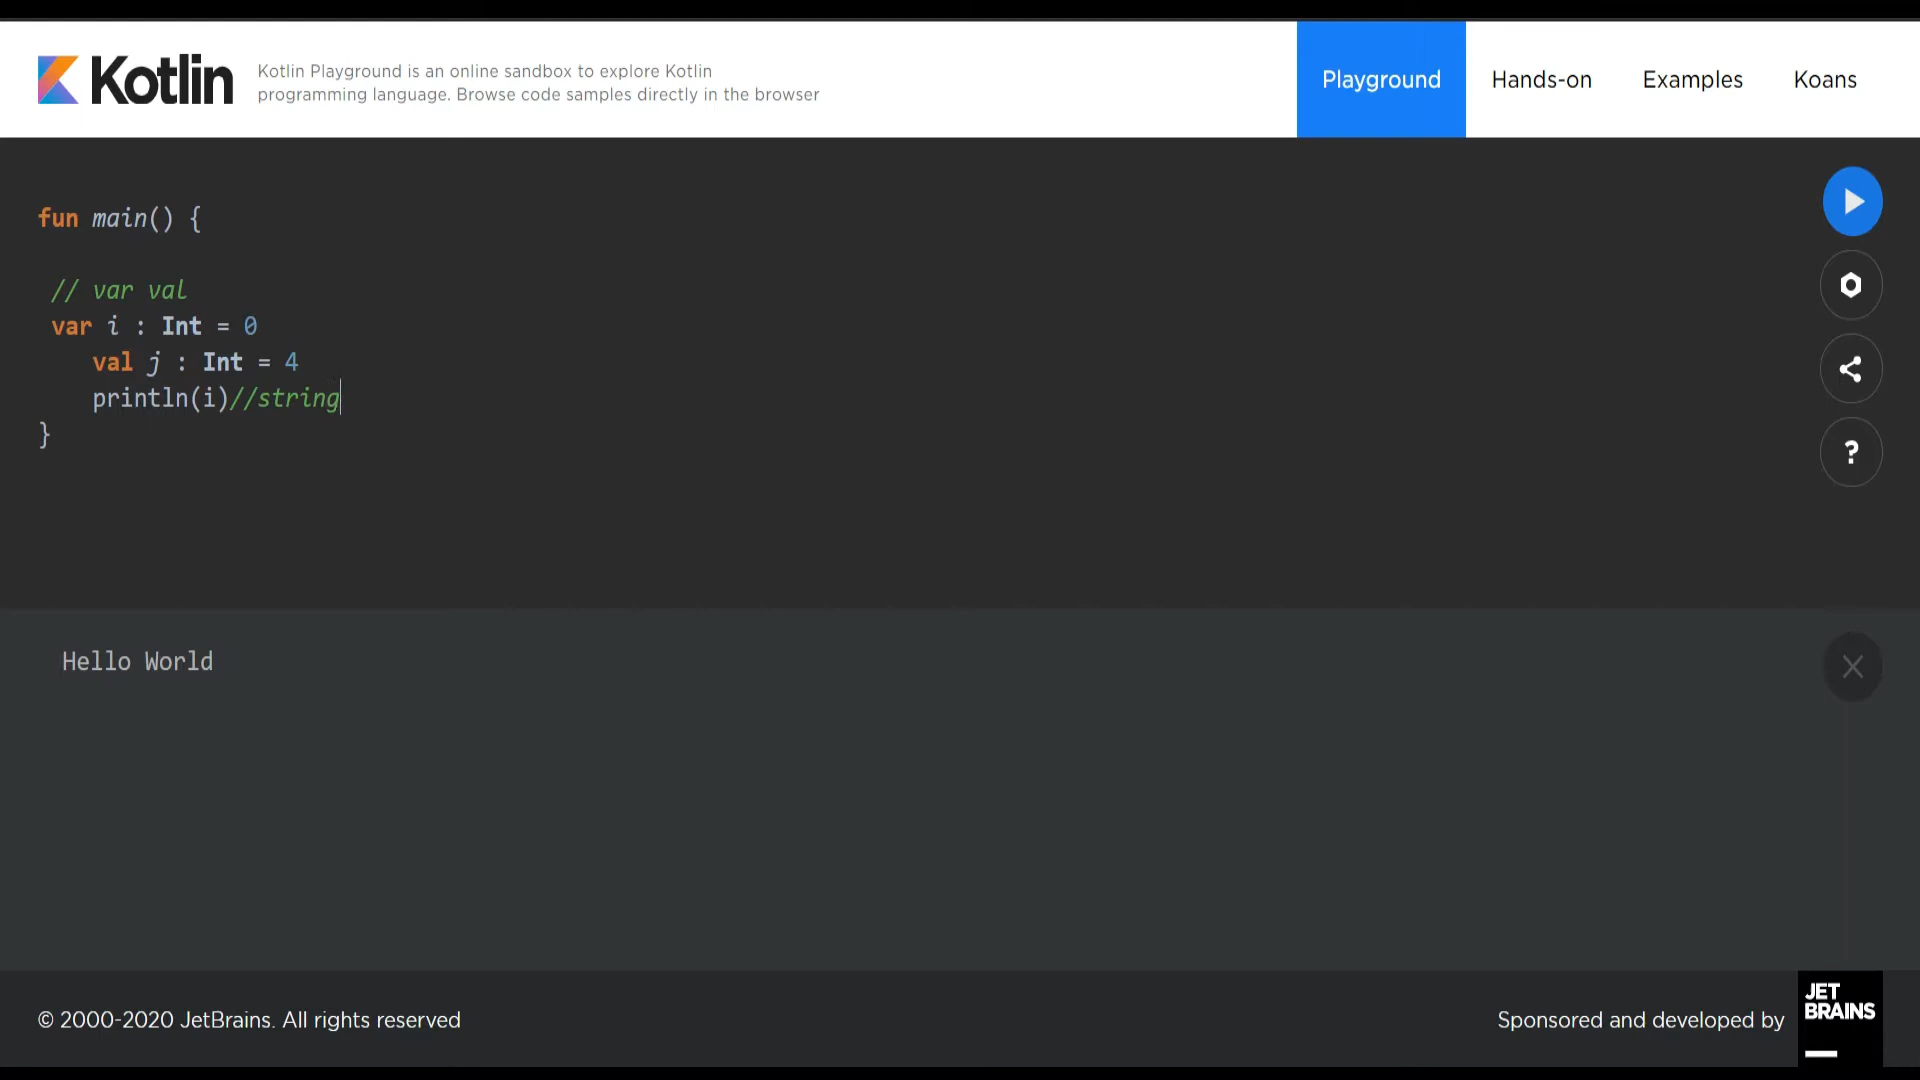 Kotlin
Kotlin Playground is an online sandbox to explore Kotlin
programming language. Browse code samples directly in the browser
Playground
Hands-on
Examples
Koans
fun main() {
// var val
var i : Int = 0
val j : Int = 4
println(i)//string
}
?
Hello World
© 2000-2020 JetBrains. All rights reserved
Sponsored and developed by
JET
BRAINS